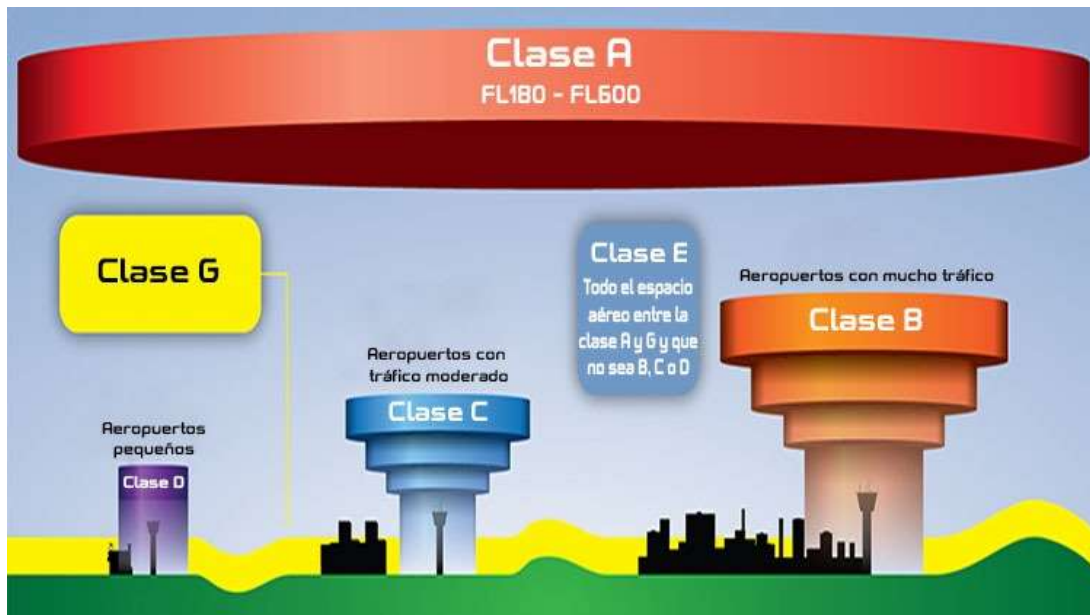 Clase A
FL180 - FL600
Clase G
Clase E
Todo el espacio
aéreo entre la
clase A y G y que
no sea B, C o D
Aeropuertos con mucho tráfico
Clase B
Aeropuertos con
tráfico moderado
Clase C
Aeropuertos
pequeños
Clase D